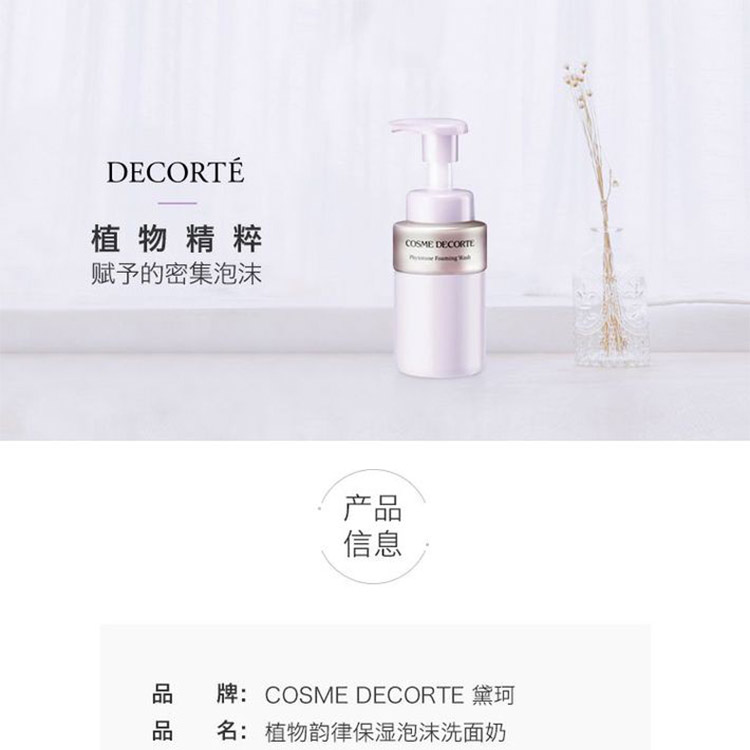 DECORTÉ
植物精粹
赋予的密集泡沫
COSME DECORTE
Phytotune Foaming Wash
产品
信息
品 牌: COSME DECORTE 黛珂
品 名: 植物韵律保湿泡沫洗面奶